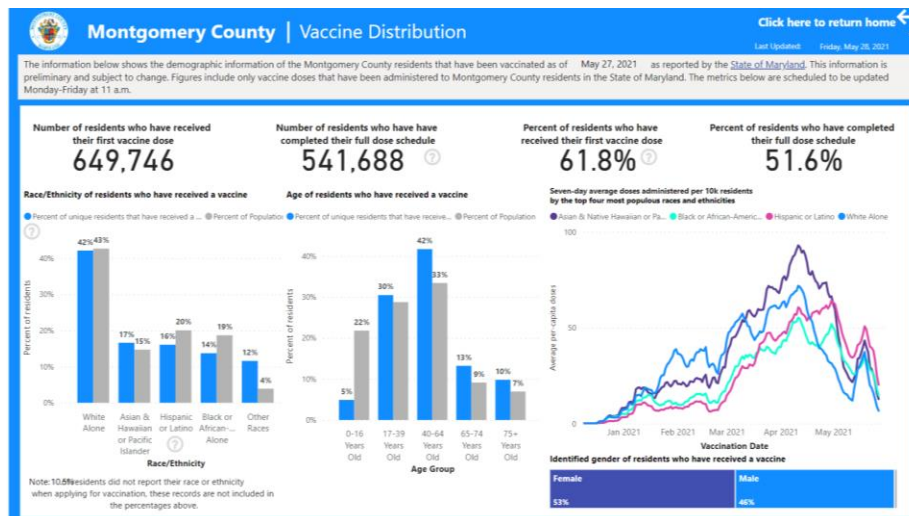 Montgomery County | Vaccine Distribution
Click here to return home
Last Updated: Friday, May 28, 2021
The information below shows the demographic information of the Montgomery County residents that have been vaccinated as of May 27, 2021 as reported by the State of Maryland. This information is
preliminary and subject to change. Figures include only vaccine doses that have been administered to Montgomery County residents in the State of Maryland. The metrics below are scheduled to be updated
Monday-Friday at 11 a.m.
Number of residents who have received
their first vaccine dose
649,746
Number of residents who have have
completed their full dose schedule
541,688
?
Percent of residents who have
received their first vaccine dose
61.8%
?
Percent of residents who have completed
their full dose schedule
51.6%
Race/Ethnicity of residents who have received a vaccine
Percent of unique residents that have received a ... Percent of Population
?
Percent of residents
40%
30%
20%
10%
0%
42% 43%
17% 15%
16% 20%
14% 19%
12% 4%
White
Alone
Asian &
Hawaiian
or Pacific
Islander
Hispanic
or Latino
?
Black or
African-...
Alone
Other
Races
Race/Ethnicity
Note: 10.5% residents did not report their race or ethnicity
when applying for vaccination, these records are not included in
the percentages above.
Age of residents who have received a vaccine
Percent of unique residents that have receive... Percent of Population
Percent of residents
40%
30%
20%
10%
0%
5% 22%
30%
42% 33%
13% 9%
10% 7%
0-16
Years
Old
17-39
Years
Old
40-64
Years
Old
65-74
Years
Old
75+
Years
Old
Age Group
Seven-day average doses administered per 10k residents
by the top four most populous races and ethnicities
Asian & Native Hawaiian or Pa... Black or African-Americ... Hispanic or Latino White Alone
Average per-capita doses
100
50
0
Jan 2021 Feb 2021 Mar 2021 Apr 2021 May 2021
Vaccination Date
Identified gender of residents who have received a vaccine
Female
53%
Male
46%